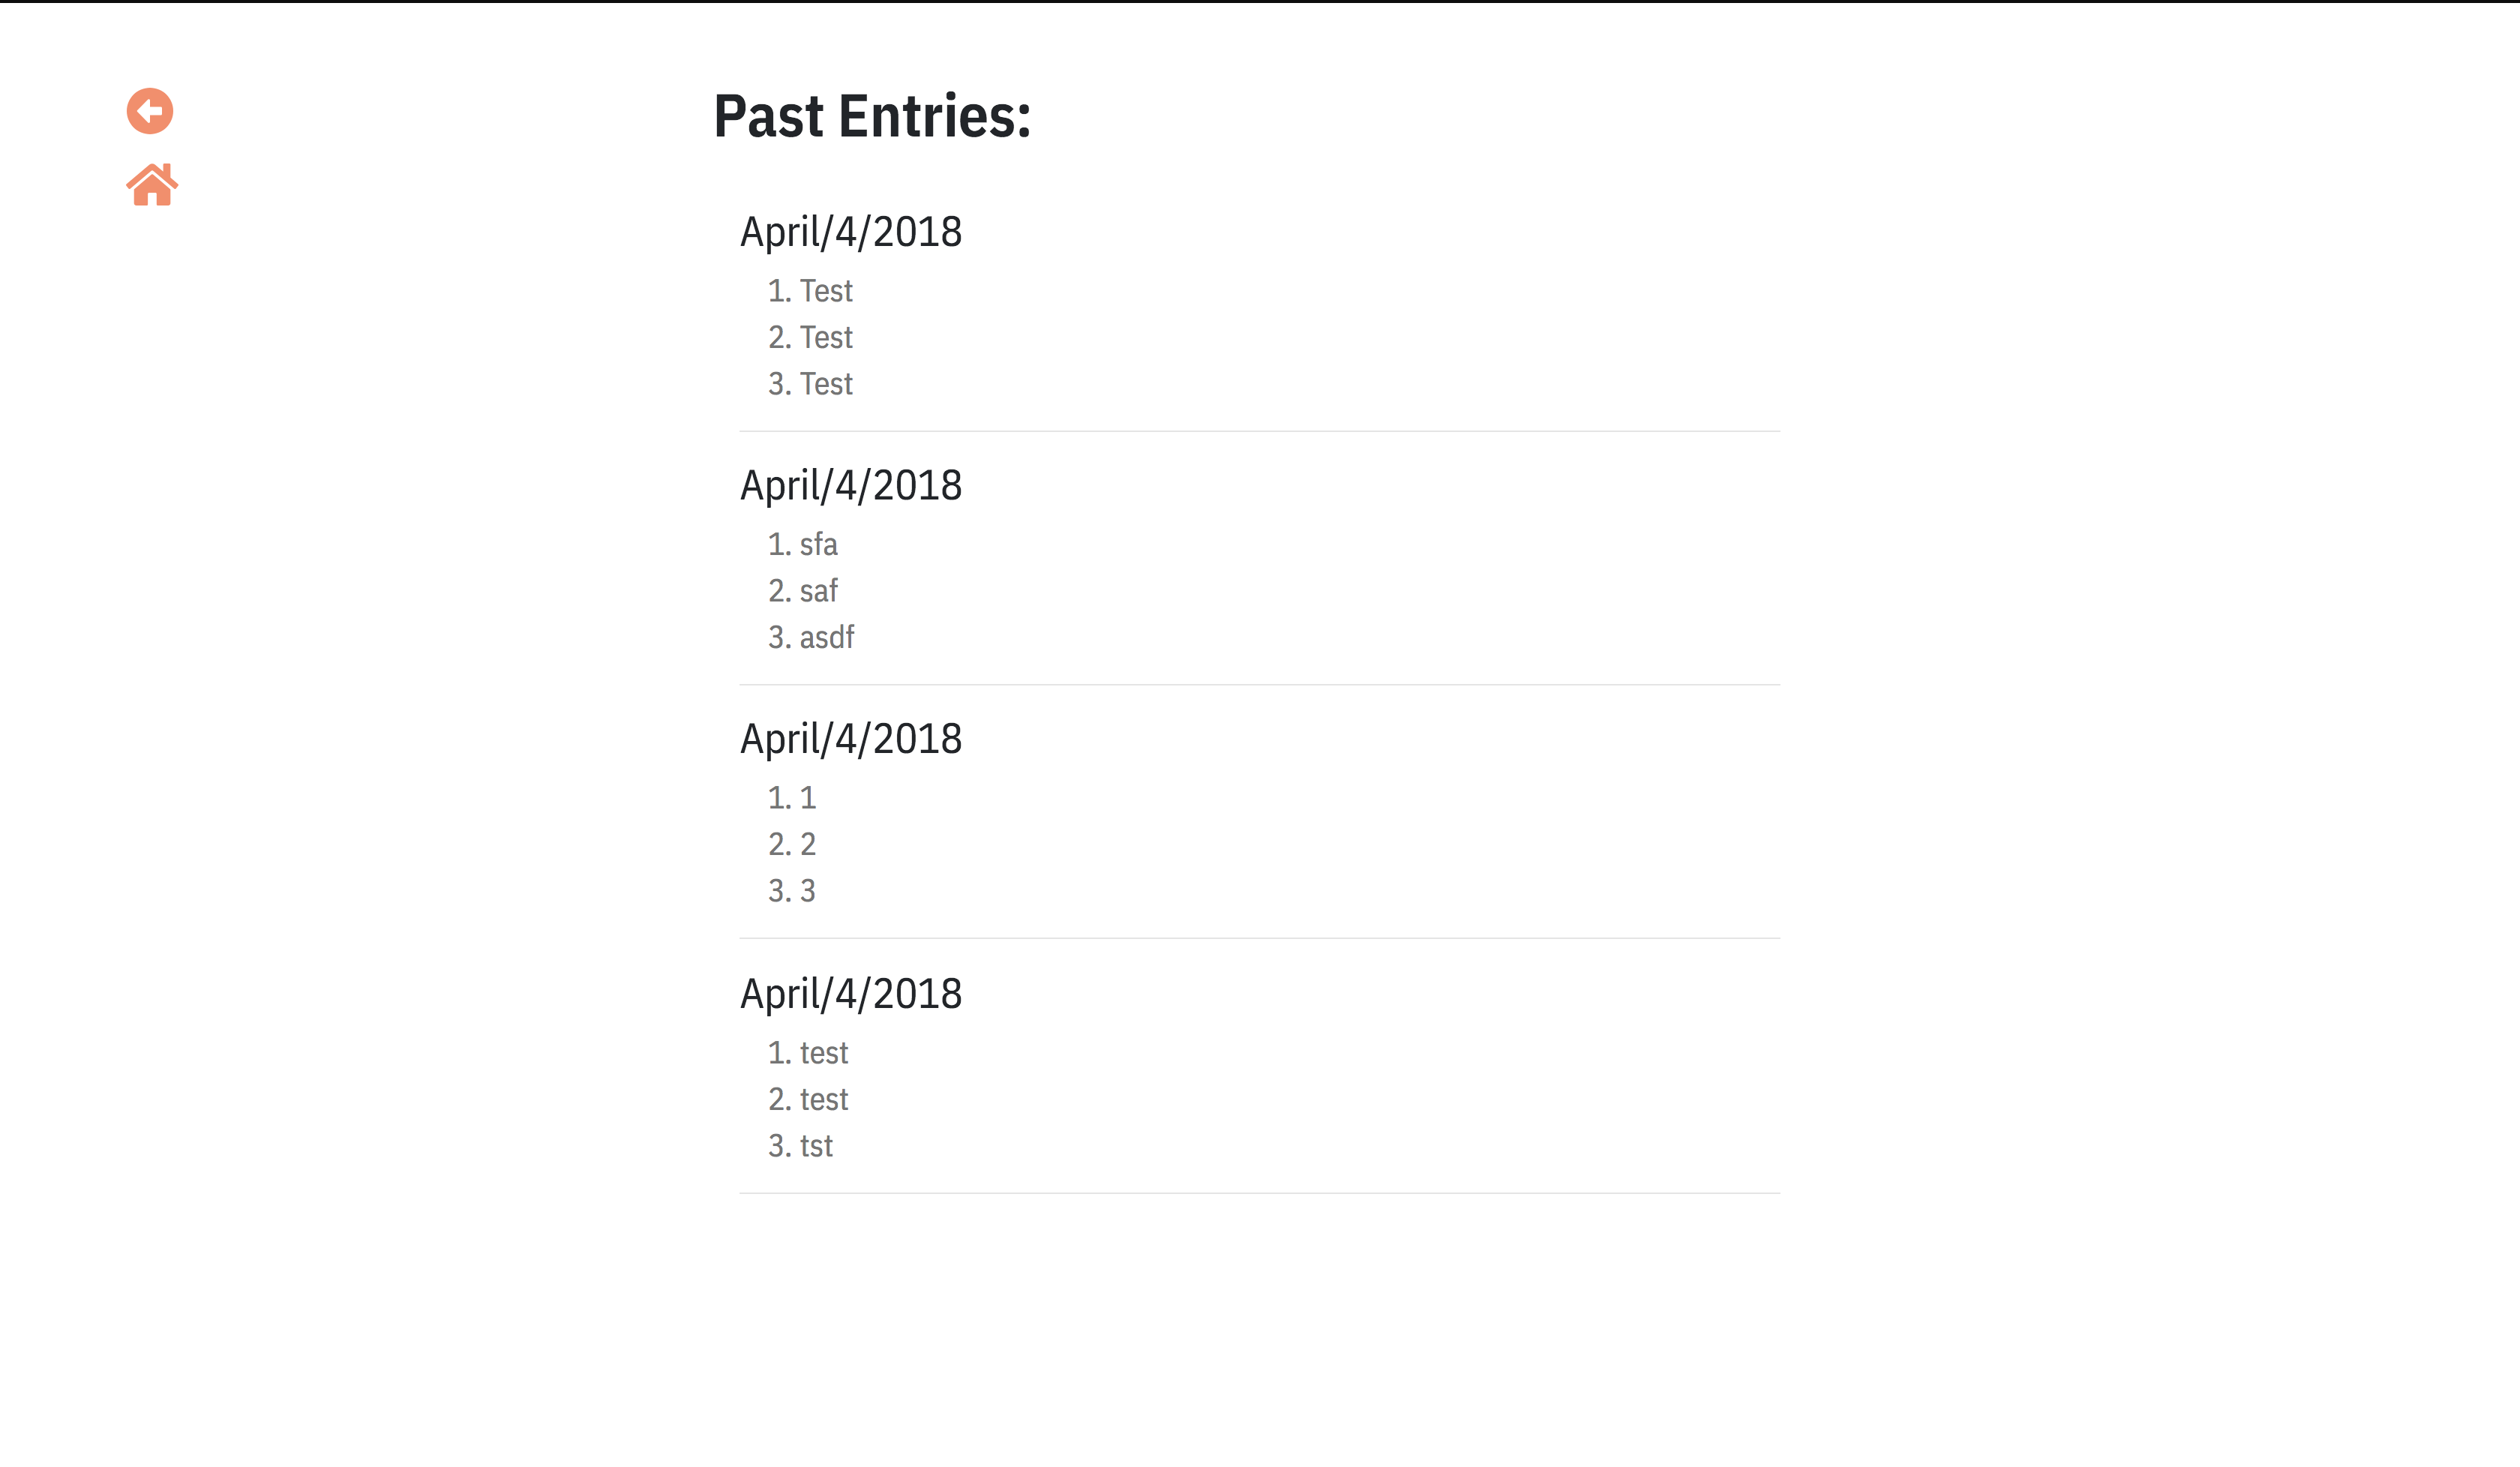 Past Entries:
April/4/2018
1. Test
2. Test
3. Test
April/4/2018
1. sfa
2. saf
3. asdf
April/4/2018
1. 1
2. 2
3. 3
April/4/2018
1. test
2. test
3. tst